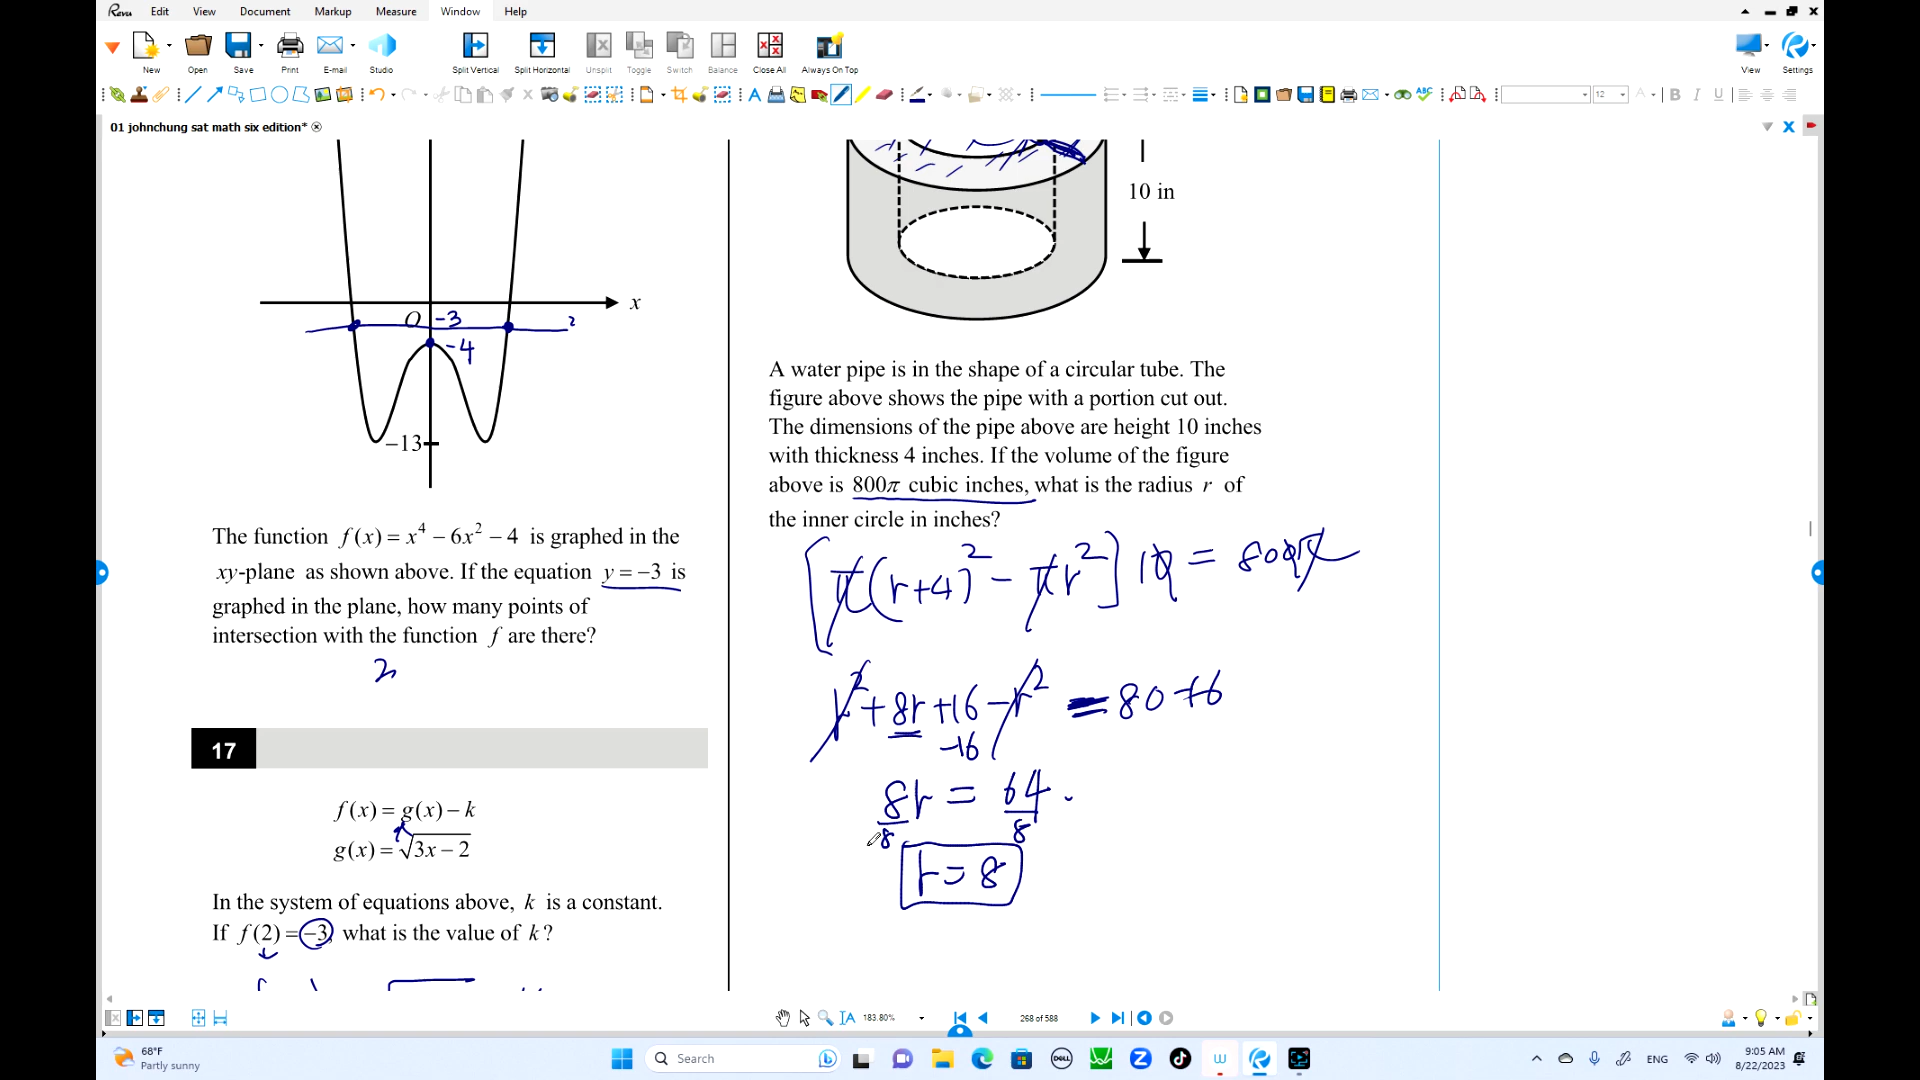 Revu Edit View Document Markup Measure Window Help
New Open Save Print E-mail Studio Split Vertical Split Horizontal Unsplit Toggle Switch Balance Close All Always On Top View Settings
12
01 johnchung sat math six edition*
x
O
-3
-4
−13
The function f(x) = x⁴ − 6x² − 4 is graphed in the
xy-plane as shown above. If the equation y = −3 is
graphed in the plane, how many points of
intersection with the function f are there?
2
17
f(x) = g(x) − k
g(x) = √3x − 2
In the system of equations above, k is a constant.
If f(2) = −3, what is the value of k?
10 in
A water pipe is in the shape of a circular tube. The
figure above shows the pipe with a portion cut out.
The dimensions of the pipe above are height 10 inches
with thickness 4 inches. If the volume of the figure
above is 800π cubic inches, what is the radius r of
the inner circle in inches?
[π(r+4)² − πr²] 10 = 800π
r² + 8r + 16 − r² = 80 − 16
−16
8r = 64
8 8
r = 8
183.80%
268 of 588
68°F
Partly sunny
Search
ENG
9:05 AM
8/22/2023